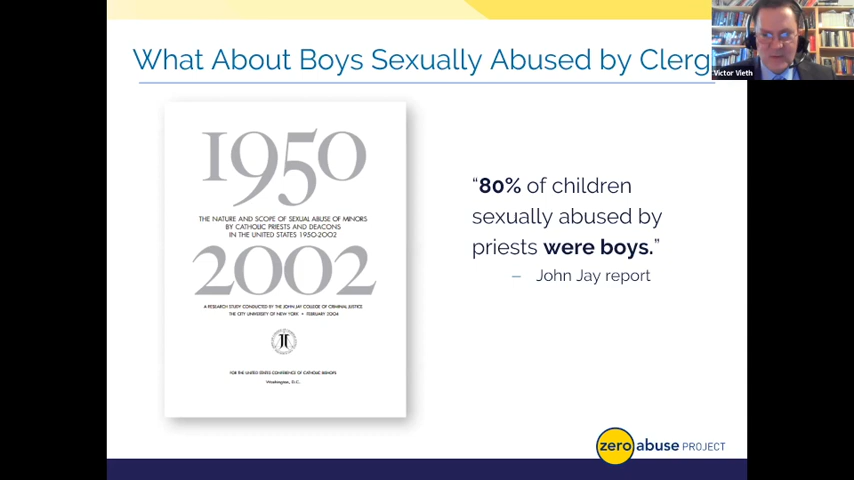 What About Boys Sexually Abused by Clerg
Victor Vieth
1950
THE NATURE AND SCOPE OF SEXUAL ABUSE OF MINORS
BY CATHOLIC PRIESTS AND DEACONS
IN THE UNITED STATES 1950-2002
2002
A RESEARCH STUDY CONDUCTED BY THE JOHN JAY COLLEGE OF CRIMINAL JUSTICE
THE CITY UNIVERSITY OF NEW YORK • FEBRUARY 2004
FOR THE UNITED STATES CONFERENCE OF CATHOLIC BISHOPS
Washington, D.C.
“80% of children
sexually abused by
priests were boys.”
– John Jay report
zero abuse PROJECT